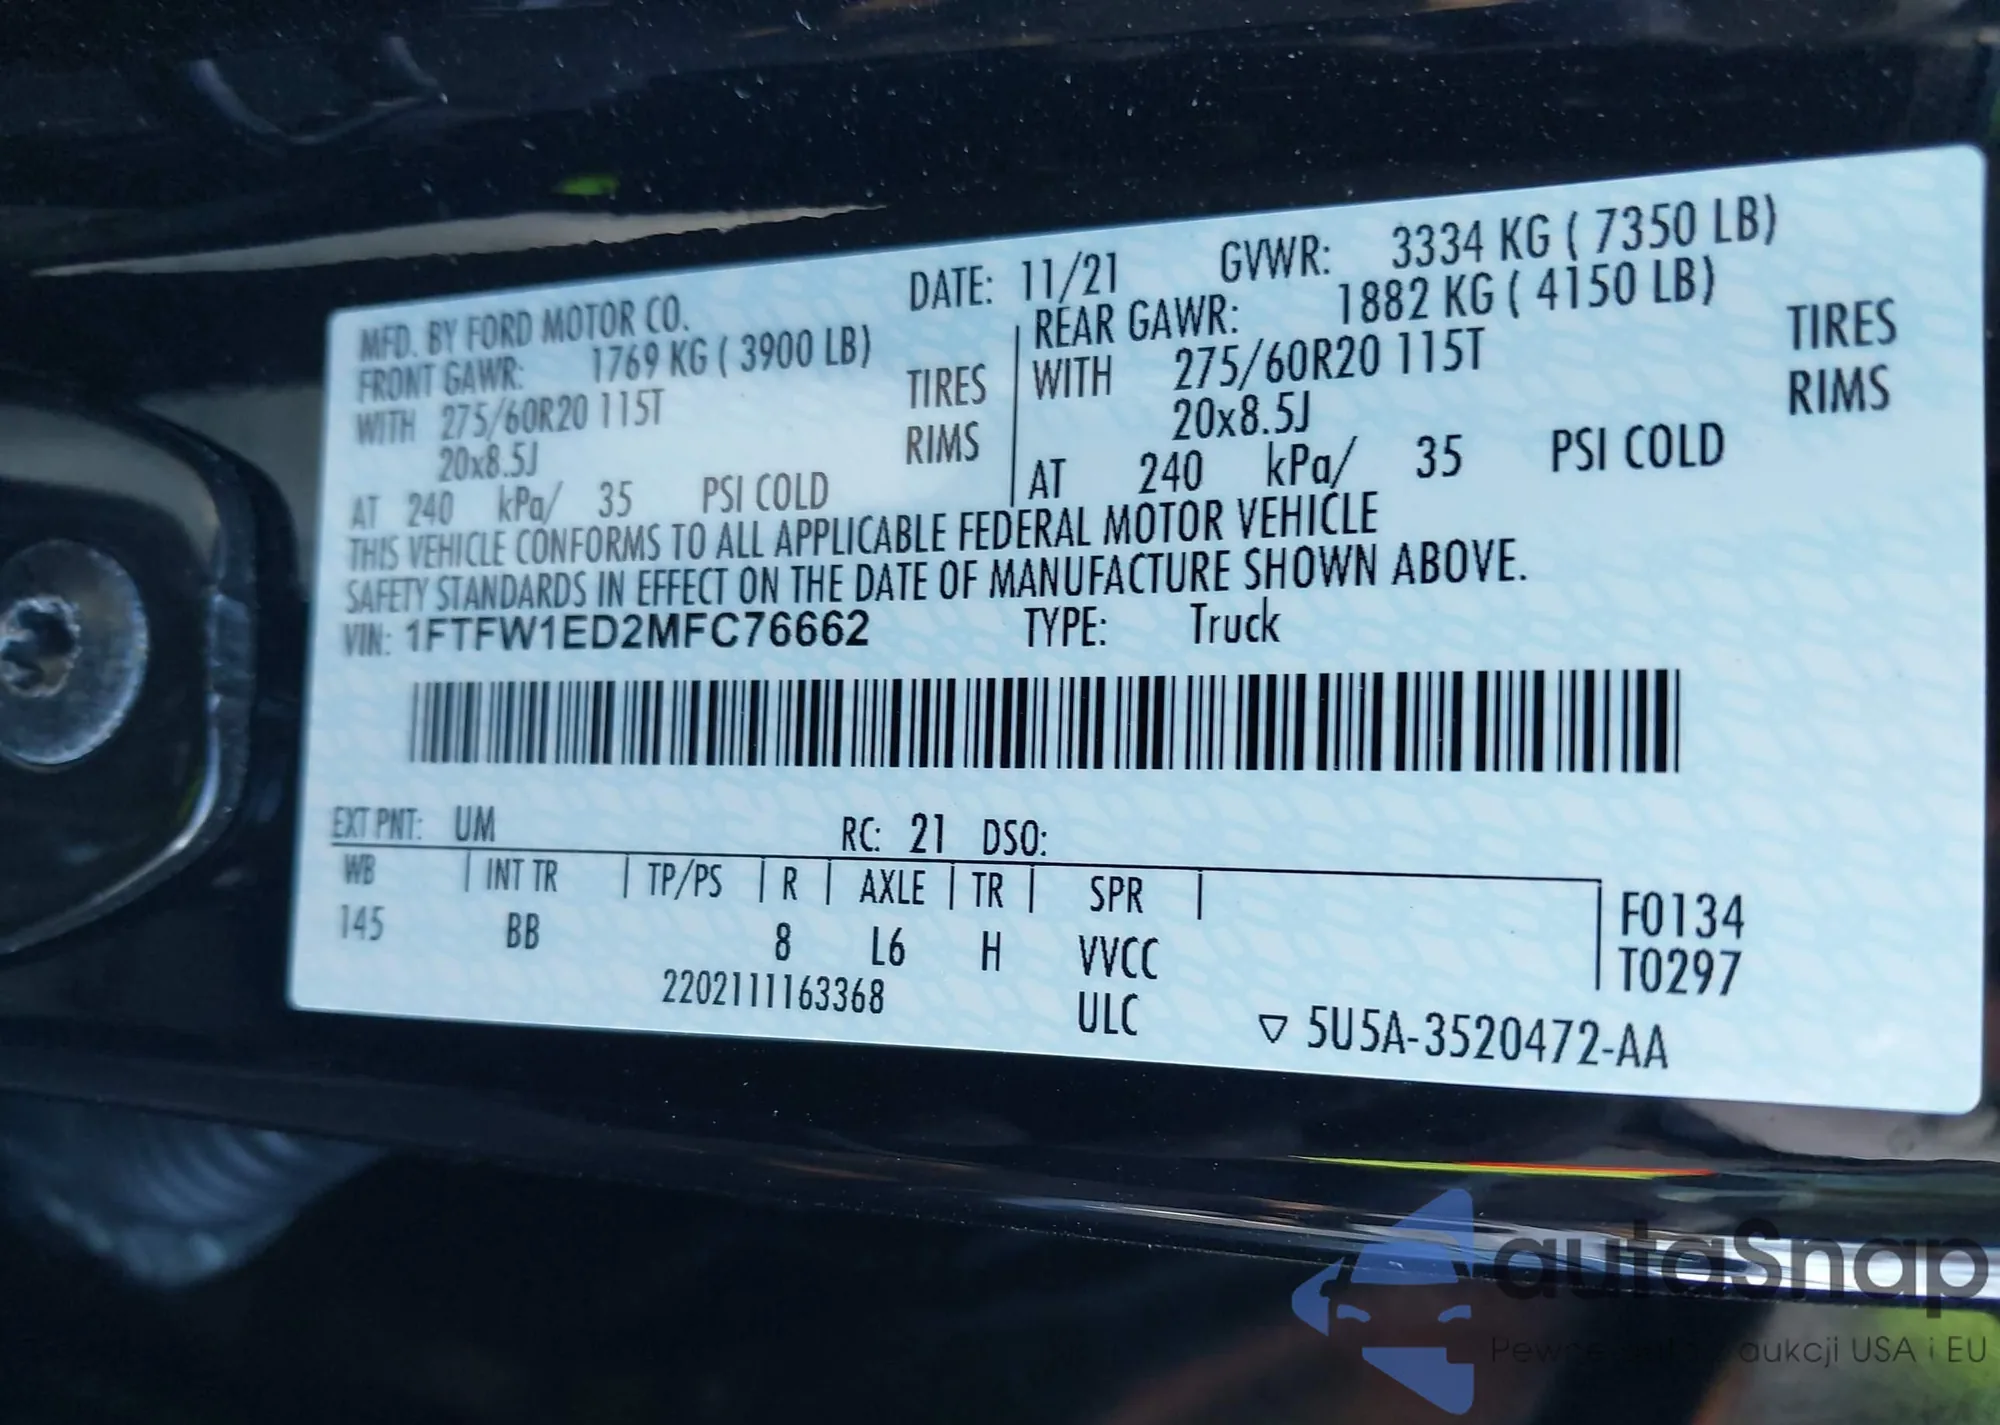 MFD. BY FORD MOTOR CO. DATE: 11/21 GVWR: 3334 KG ( 7350 LB)
FRONT GAWR: 1769 KG ( 3900 LB) REAR GAWR: 1882 KG ( 4150 LB)
WITH 275/60R20 115T TIRES WITH 275/60R20 115T TIRES
20x8.5J RIMS 20x8.5J RIMS
AT 240 kPa/ 35 PSI COLD AT 240 kPa/ 35 PSI COLD
THIS VEHICLE CONFORMS TO ALL APPLICABLE FEDERAL MOTOR VEHICLE
SAFETY STANDARDS IN EFFECT ON THE DATE OF MANUFACTURE SHOWN ABOVE.
VIN: 1FTFW1ED2MFC76662 TYPE: Truck
EXT PNT: UM RC: 21 DSO:
WB INT TR TP/PS R AXLE TR SPR
145 BB 8 L6 H VVCC
F0134
T0297
2202111163368 ULC ▽ 5U5A-3520472-AA
autaSnap
aukcji USA i EU